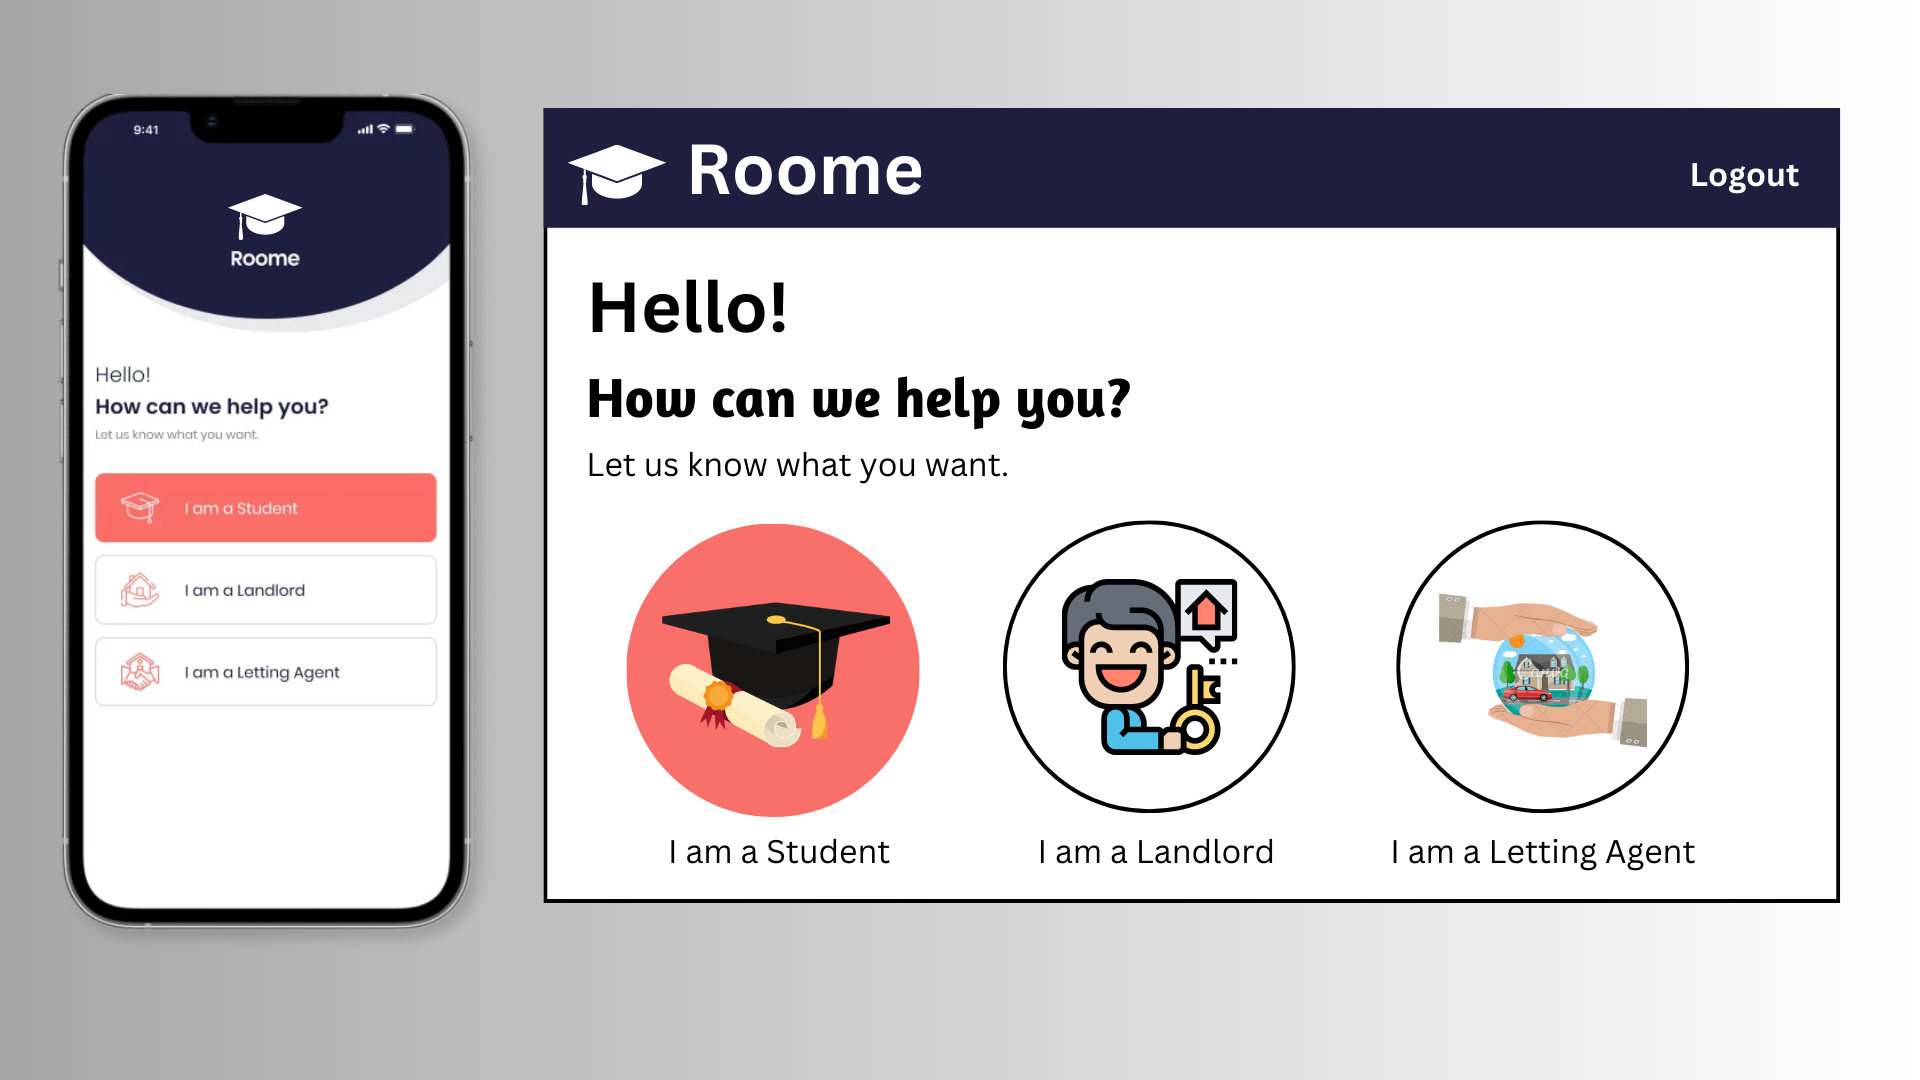 9:41
Roome
Hello!
How can we help you?
Let us know what you want.
I am a Student
I am a Landlord
I am a Letting Agent
Roome
Logout
Hello!
How can we help you?
Let us know what you want.
I am a Student
I am a Landlord
I am a Letting Agent
Canva